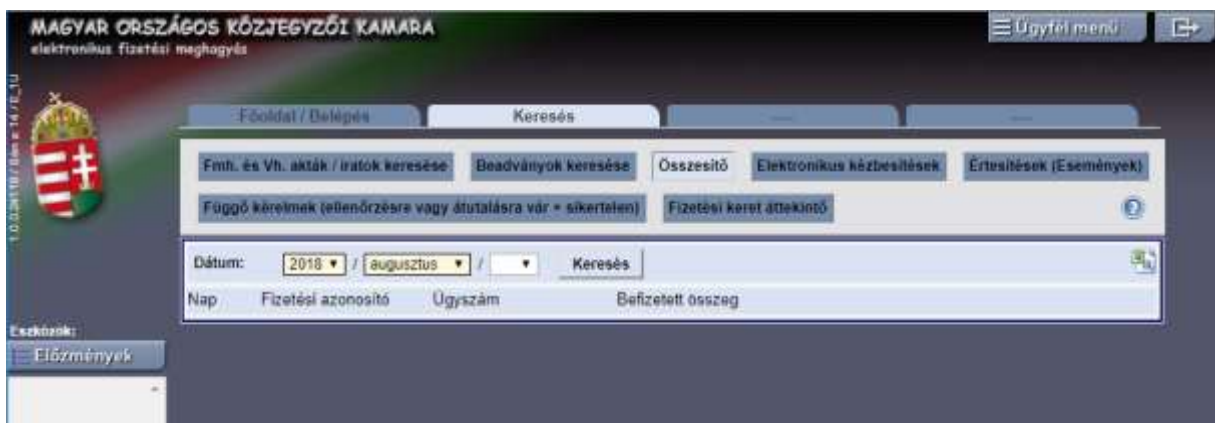 MAGYAR ORSZÁGOS KÖZJEGYZŐI KAMARA
elektronikus fizetési meghagyás
Ügyfél menü
Főoldal / Belépés
Keresés
Fmh. és Vh. akták / iratok keresése
Beadványok keresése
Összesítő
Elektronikus kézbesítések
Értesítések (Események)
Függő kérelmek (ellenőrzésre vagy átutalásra vár + sikertelen)
Fizetési keret áttekintő
Dátum:
2018 / augusztus /
Keresés
Nap Fizetési azonosító Ügyszám Befizetett összeg
Eszközök:
Előzmények